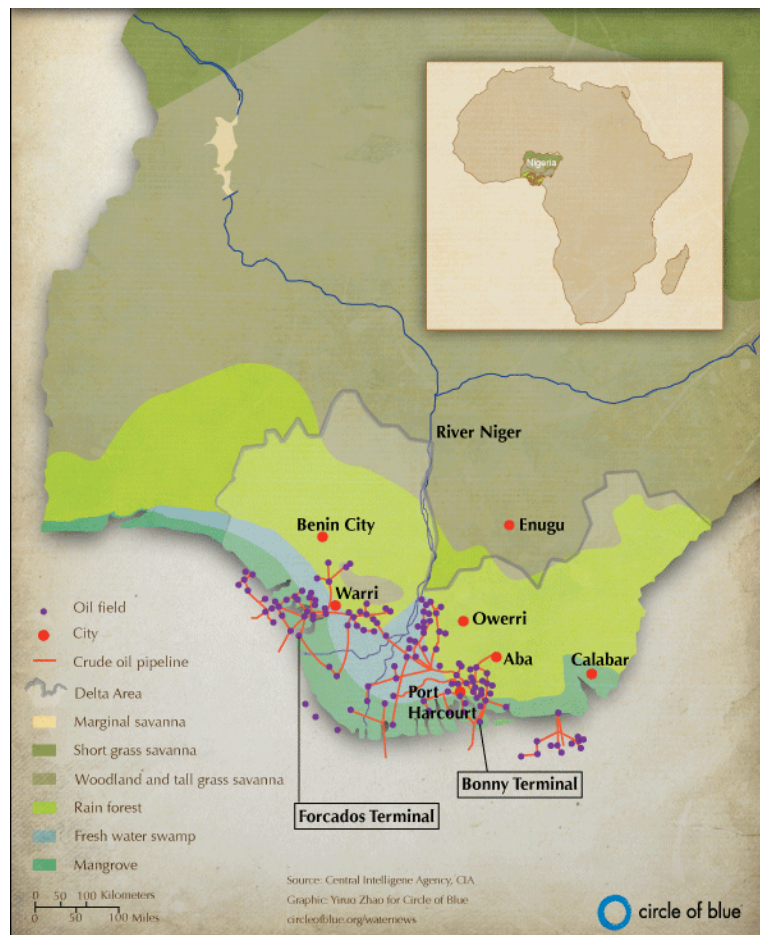 Nigeria
River Niger
Benin City
Enugu
Warri
Owerri
Aba
Calabar
Port
Harcourt
Bonny Terminal
Forcados Terminal
Oil field
City
Crude oil pipeline
Delta Area
Marginal savanna
Short grass savanna
Woodland and tall grass savanna
Rain forest
Fresh water swamp
Mangrove
0 50 100 Kilometers
0 50 100 Miles
Source: Central Intelligene Agency, CIA
Graphic: Yiruo Zhao for Circle of Blue
circleofblue.org/waternews
circle of blue